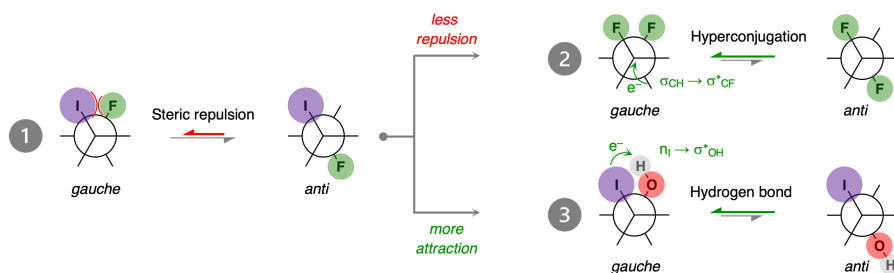 1
I
F
gauche
Steric repulsion
I
F
anti
less
repulsion
more
attraction
2
F F
e⁻
σCH → σ*CF
gauche
Hyperconjugation
F
F
anti
3
e⁻
nI → σ*OH
H
I
O
gauche
Hydrogen bond
I
O
H
anti